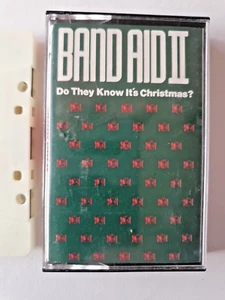 BAND AID II
Do They Know It's Christmas?